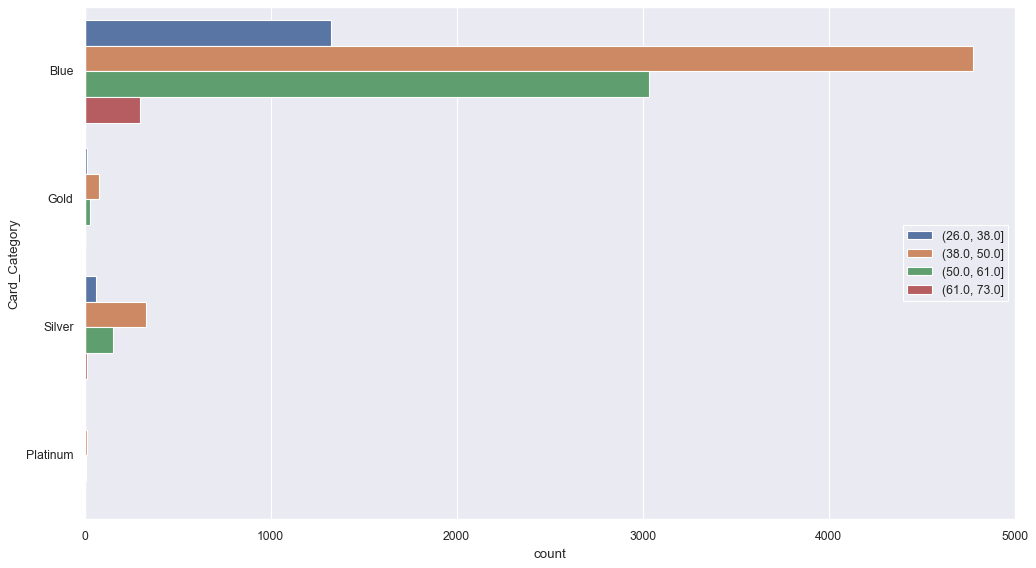 Blue
Gold
Silver
Platinum
Card_Category
0 1000 2000 3000 4000 5000
count
(26.0, 38.0]
(38.0, 50.0]
(50.0, 61.0]
(61.0, 73.0]